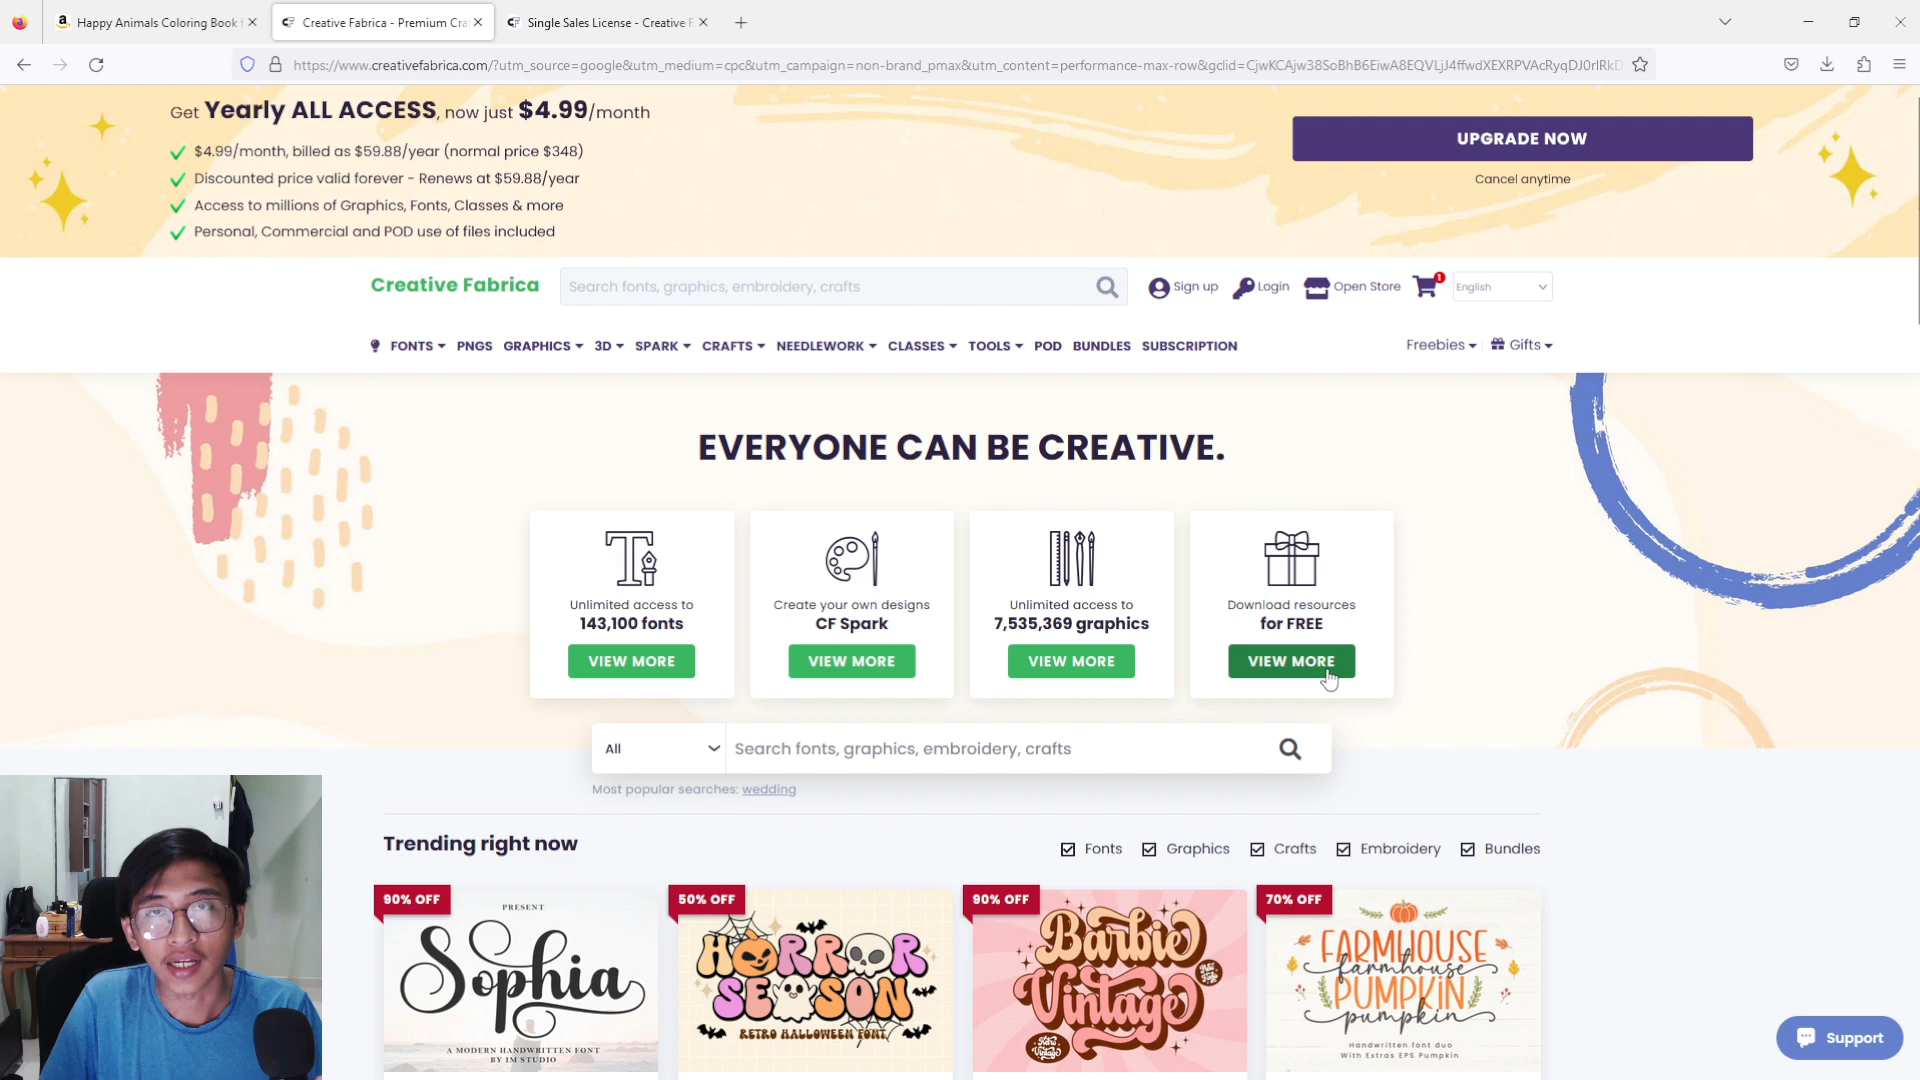 Happy Animals Coloring Book f
Creative Fabrica - Premium Cra
Single Sales License - Creative F
https://www.creativefabrica.com/?utm_source=google&utm_medium=cpc&utm_campaign=non-brand_pmax&utm_content=performance-max-row&gclid=
Get Yearly ALL ACCESS, now just $4.99/month
$4.99/month, billed as $59.88/year (normal price $348)
Discounted price valid forever - Renews at $59.88/year
Access to millions of Graphics, Fonts, Classes & more
Personal, Commercial and POD use of files included
UPGRADE NOW
Cancel anytime
Creative Fabrica
Search fonts, graphics, embroidery, crafts
Sign up
Login
Open Store
1
English
FONTS PNGS GRAPHICS 3D SPARK CRAFTS NEEDLEWORK CLASSES TOOLS POD BUNDLES SUBSCRIPTION
Freebies Gifts
EVERYONE CAN BE CREATIVE.
Unlimited access to
143,100 fonts
VIEW MORE
Create your own designs
CF Spark
VIEW MORE
Unlimited access to
7,535,369 graphics
VIEW MORE
Download resources
for FREE
VIEW MORE
All
Search fonts, graphics, embroidery, crafts
Most popular searches: wedding
Trending right now
Fonts Graphics Crafts Embroidery Bundles
90% OFF
PRESENT
Sophia
A MODERN HANDWRITTEN FONT
BY IM STUDIO
50% OFF
HORROR
SEASON
RETRO HALLOWEEN FONT
90% OFF
Barbie
Vintage
70% OFF
FARMHOUSE
farmhouse
PUMPKIN
pumpkin
Handwritten font duo
With Extras EPS Pumpkin
Support